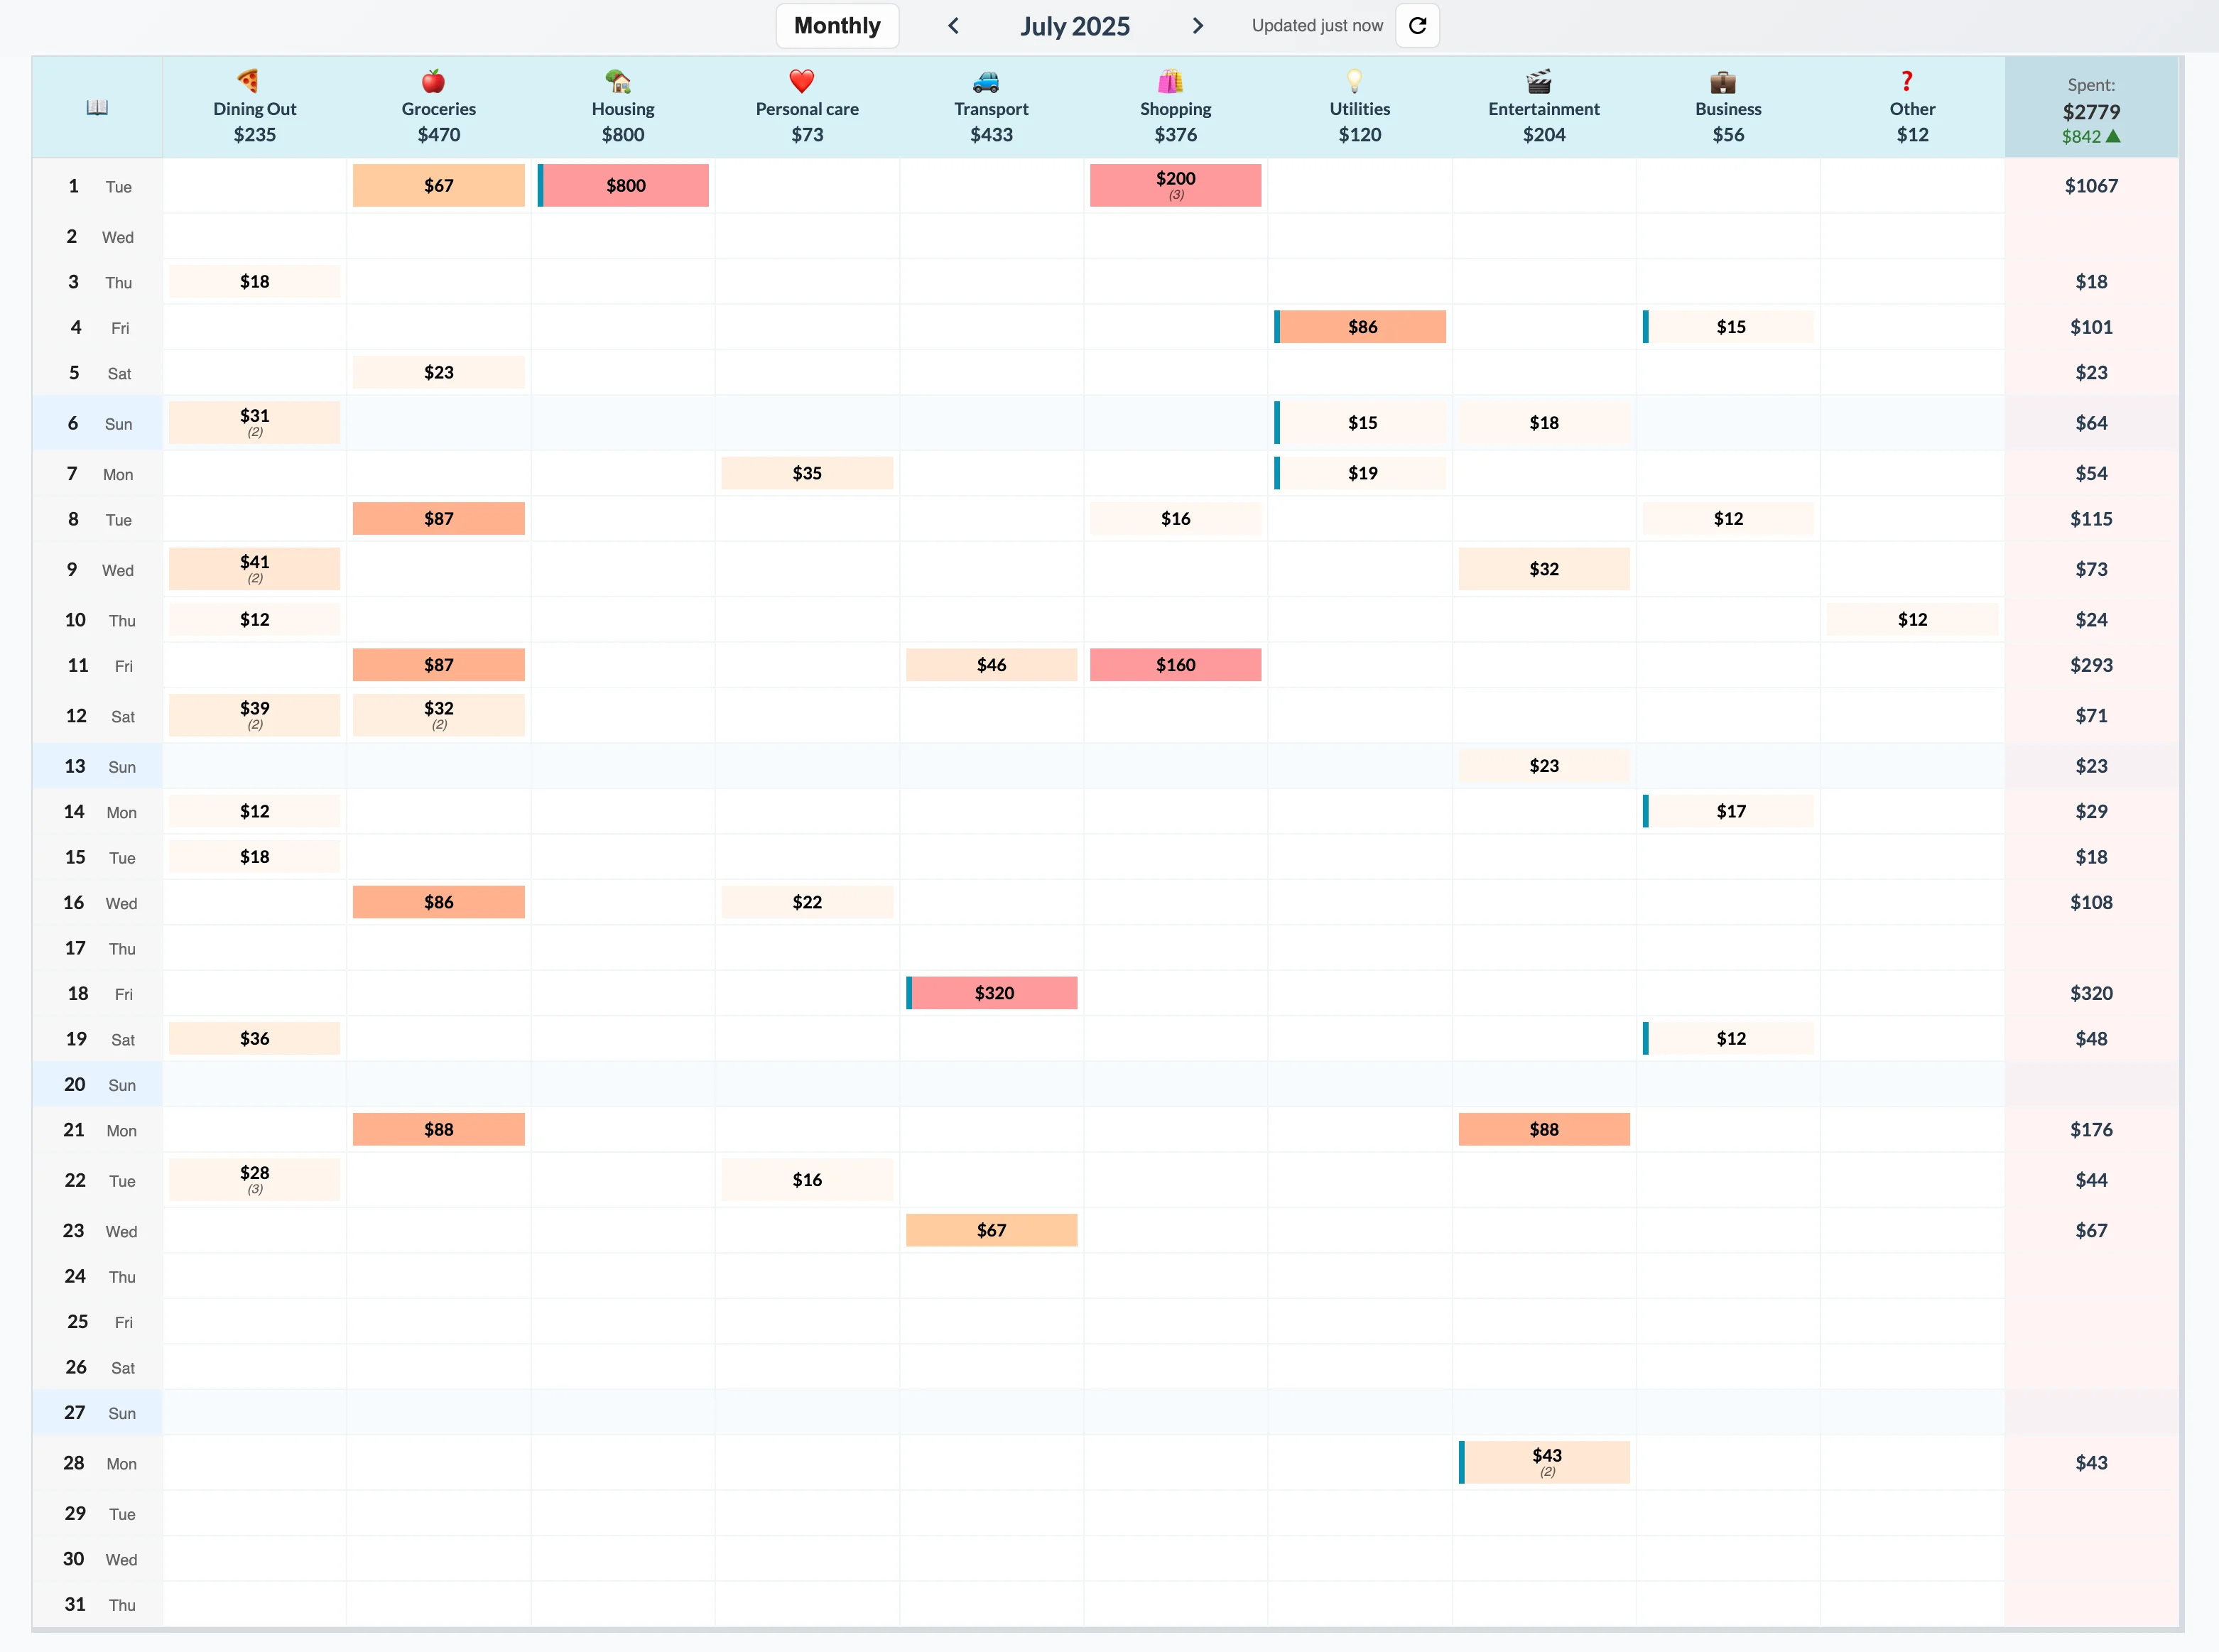 Monthly July 2025 Updated just now
Dining Out Groceries Housing Personal care Transport Shopping Utilities Entertainment Business Other Spent:
$235 $470 $800 $73 $433 $376 $120 $204 $56 $12 $2779
$842 ▲
1 Tue $67 $800 $200 $1067
(3)
2 Wed
3 Thu $18 $18
4 Fri $86 $15 $101
5 Sat $23 $23
6 Sun $31 $15 $18 $64
(2)
7 Mon $35 $19 $54
8 Tue $87 $16 $12 $115
9 Wed $41 $32 $73
(2)
10 Thu $12 $12 $24
11 Fri $87 $46 $160 $293
12 Sat $39 $32 $71
(2) (2)
13 Sun $23 $23
14 Mon $12 $17 $29
15 Tue $18 $18
16 Wed $86 $22 $108
17 Thu
18 Fri $320 $320
19 Sat $36 $12 $48
20 Sun
21 Mon $88 $88 $176
22 Tue $28 $16 $44
(3)
23 Wed $67 $67
24 Thu
25 Fri
26 Sat
27 Sun
28 Mon $43 $43
(2)
29 Tue
30 Wed
31 Thu